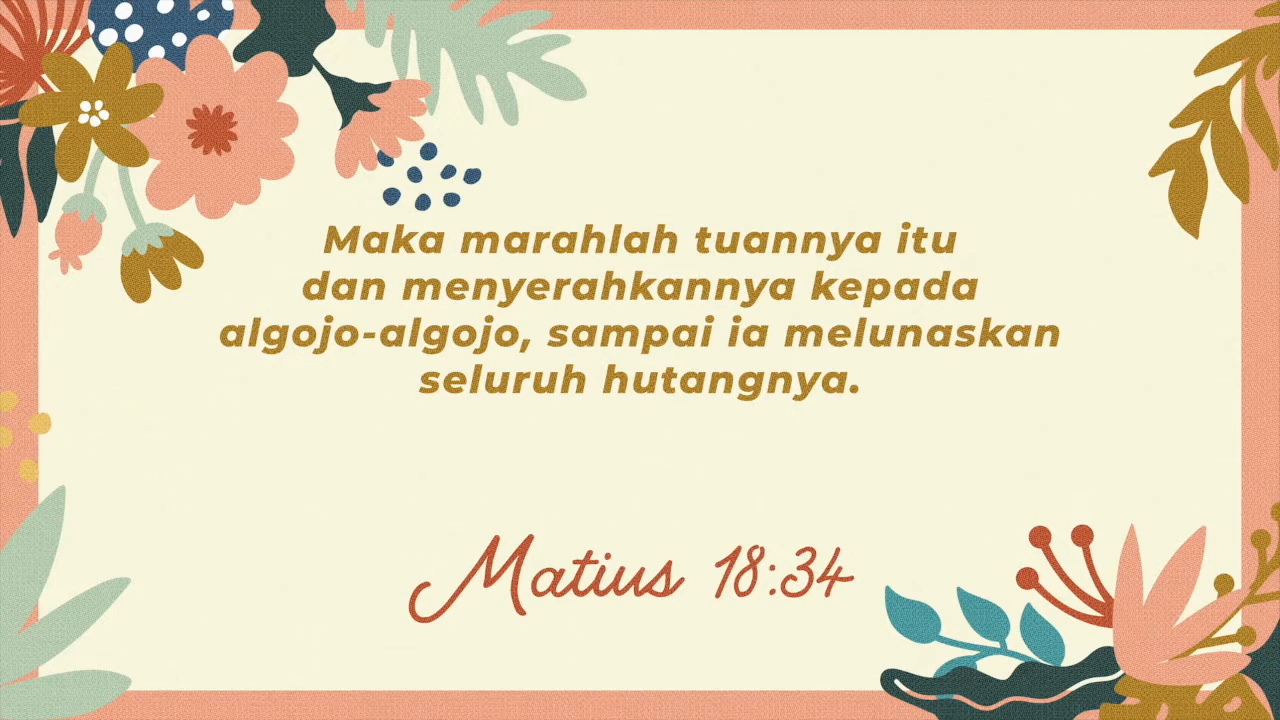 Maka marahlah tuannya itu
dan menyerahkannya kepada
algojo-algojo, sampai ia melunaskan
seluruh hutangnya.
Matius 18:34